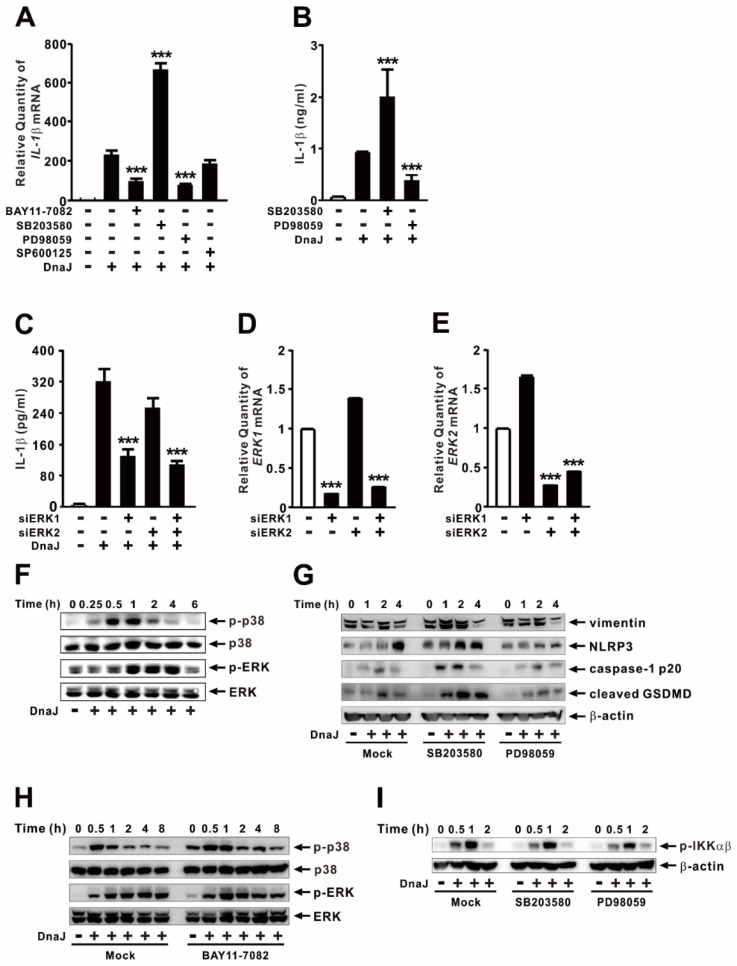 A
Relative Quantity of
IL-1β mRNA
800
600
400
200
0
***
***
***
BAY11-7082 - - + - - -
SB203580 - - - + - -
PD98059 - - - - + -
SP600125 - - - - - +
DnaJ - + + + + +
B
IL-1β (ng/ml)
3
2
1
0
***
***
SB203580 - - + -
PD98059 - - - +
DnaJ - + + +
C
IL-1β (pg/ml)
400
320
240
160
80
0
***
***
siERK1 - - + - +
siERK2 - - - + +
DnaJ - + + + +
D
Relative Quantity of
ERK1 mRNA
2
1.5
1
0.5
0
***
***
siERK1 - + - +
siERK2 - - + +
E
Relative Quantity of
ERK2 mRNA
2
1.5
1
0.5
0
***
***
siERK1 - + - +
siERK2 - - + +
F
Time (h) 0 0.25 0.5 1 2 4 6
p-p38
p38
p-ERK
ERK
DnaJ - + + + + + +
G
Time (h) 0 1 2 4 0 1 2 4 0 1 2 4
vimentin
NLRP3
caspase-1 p20
cleaved GSDMD
β-actin
DnaJ - + + + - + + + - + + +
Mock SB203580 PD98059
H
Time (h) 0 0.5 1 2 4 8 0 0.5 1 2 4 8
p-p38
p38
p-ERK
ERK
DnaJ - + + + + + - + + + + +
Mock BAY11-7082
I
Time (h) 0 0.5 1 2 0 0.5 1 2 0 0.5 1 2
p-IKKαβ
β-actin
DnaJ - + + + - + + + - + + +
Mock SB203580 PD98059